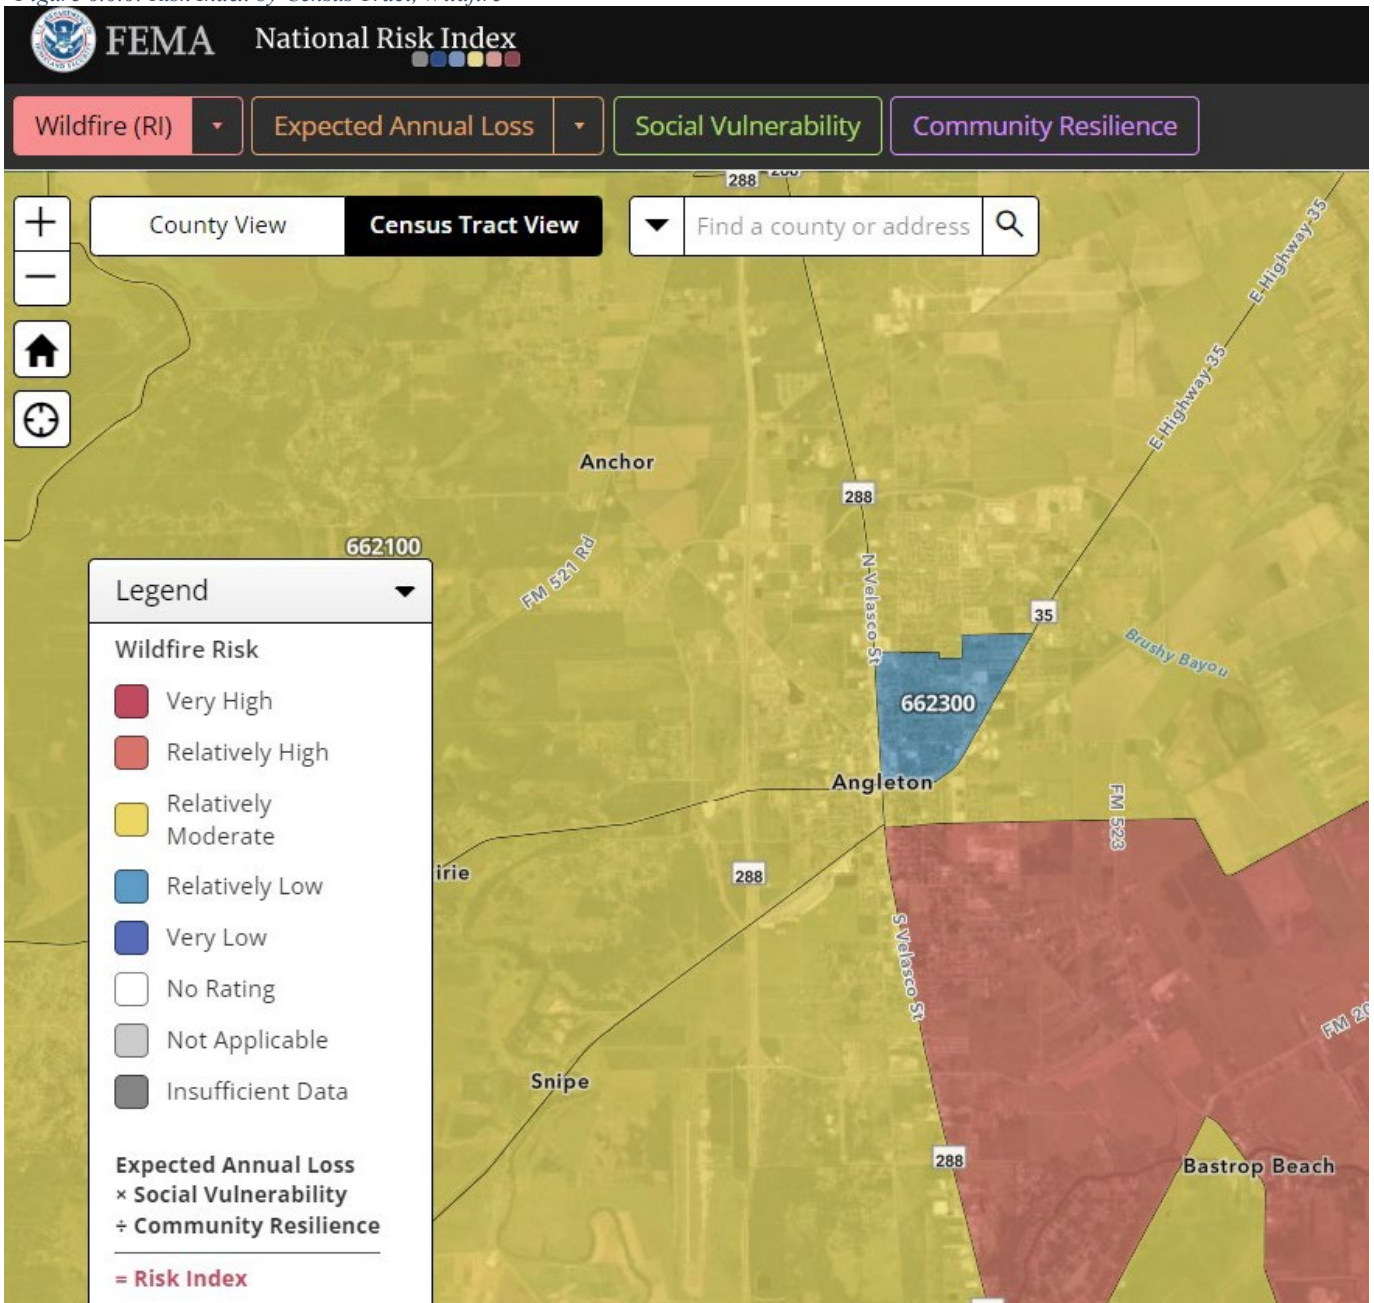 FEMA
National Risk Index
Wildfire (RI)
Expected Annual Loss
Social Vulnerability
Community Resilience
288
County View
Census Tract View
Find a county or address
E-Highway-35
E-Highway-35
Anchor
288
662100
FM 521 Rd
N-Velasco-St
35
Brushy Bayou
662300
Angleton
FM 523
irie
288
S Velasco St
Snipe
288
Bastrop Beach
Legend
Wildfire Risk
Very High
Relatively High
Relatively
Moderate
Relatively Low
Very Low
No Rating
Not Applicable
Insufficient Data
Expected Annual Loss
× Social Vulnerability
÷ Community Resilience
= Risk Index